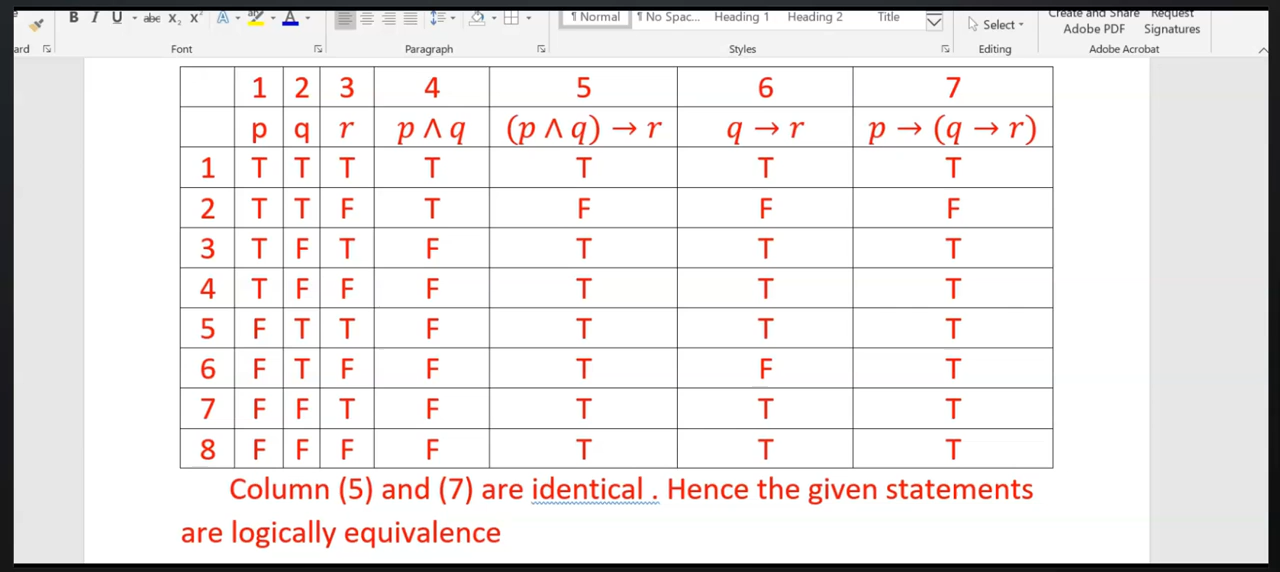 B I U abc X₂ X² A ab A
¶ Normal ¶ No Spac... Heading 1 Heading 2 Title
Select
Create and Share Request
Adobe PDF Signatures
ard Font Paragraph Styles Editing Adobe Acrobat
1 2 3 4 5 6 7
p q r p ∧ q (p ∧ q) → r q → r p → (q → r)
1 T T T T T T T
2 T T F T F F F
3 T F T F T T T
4 T F F F T T T
5 F T T F T T T
6 F T F F T F T
7 F F T F T T T
8 F F F F T T T
Column (5) and (7) are identical . Hence the given statements
are logically equivalence